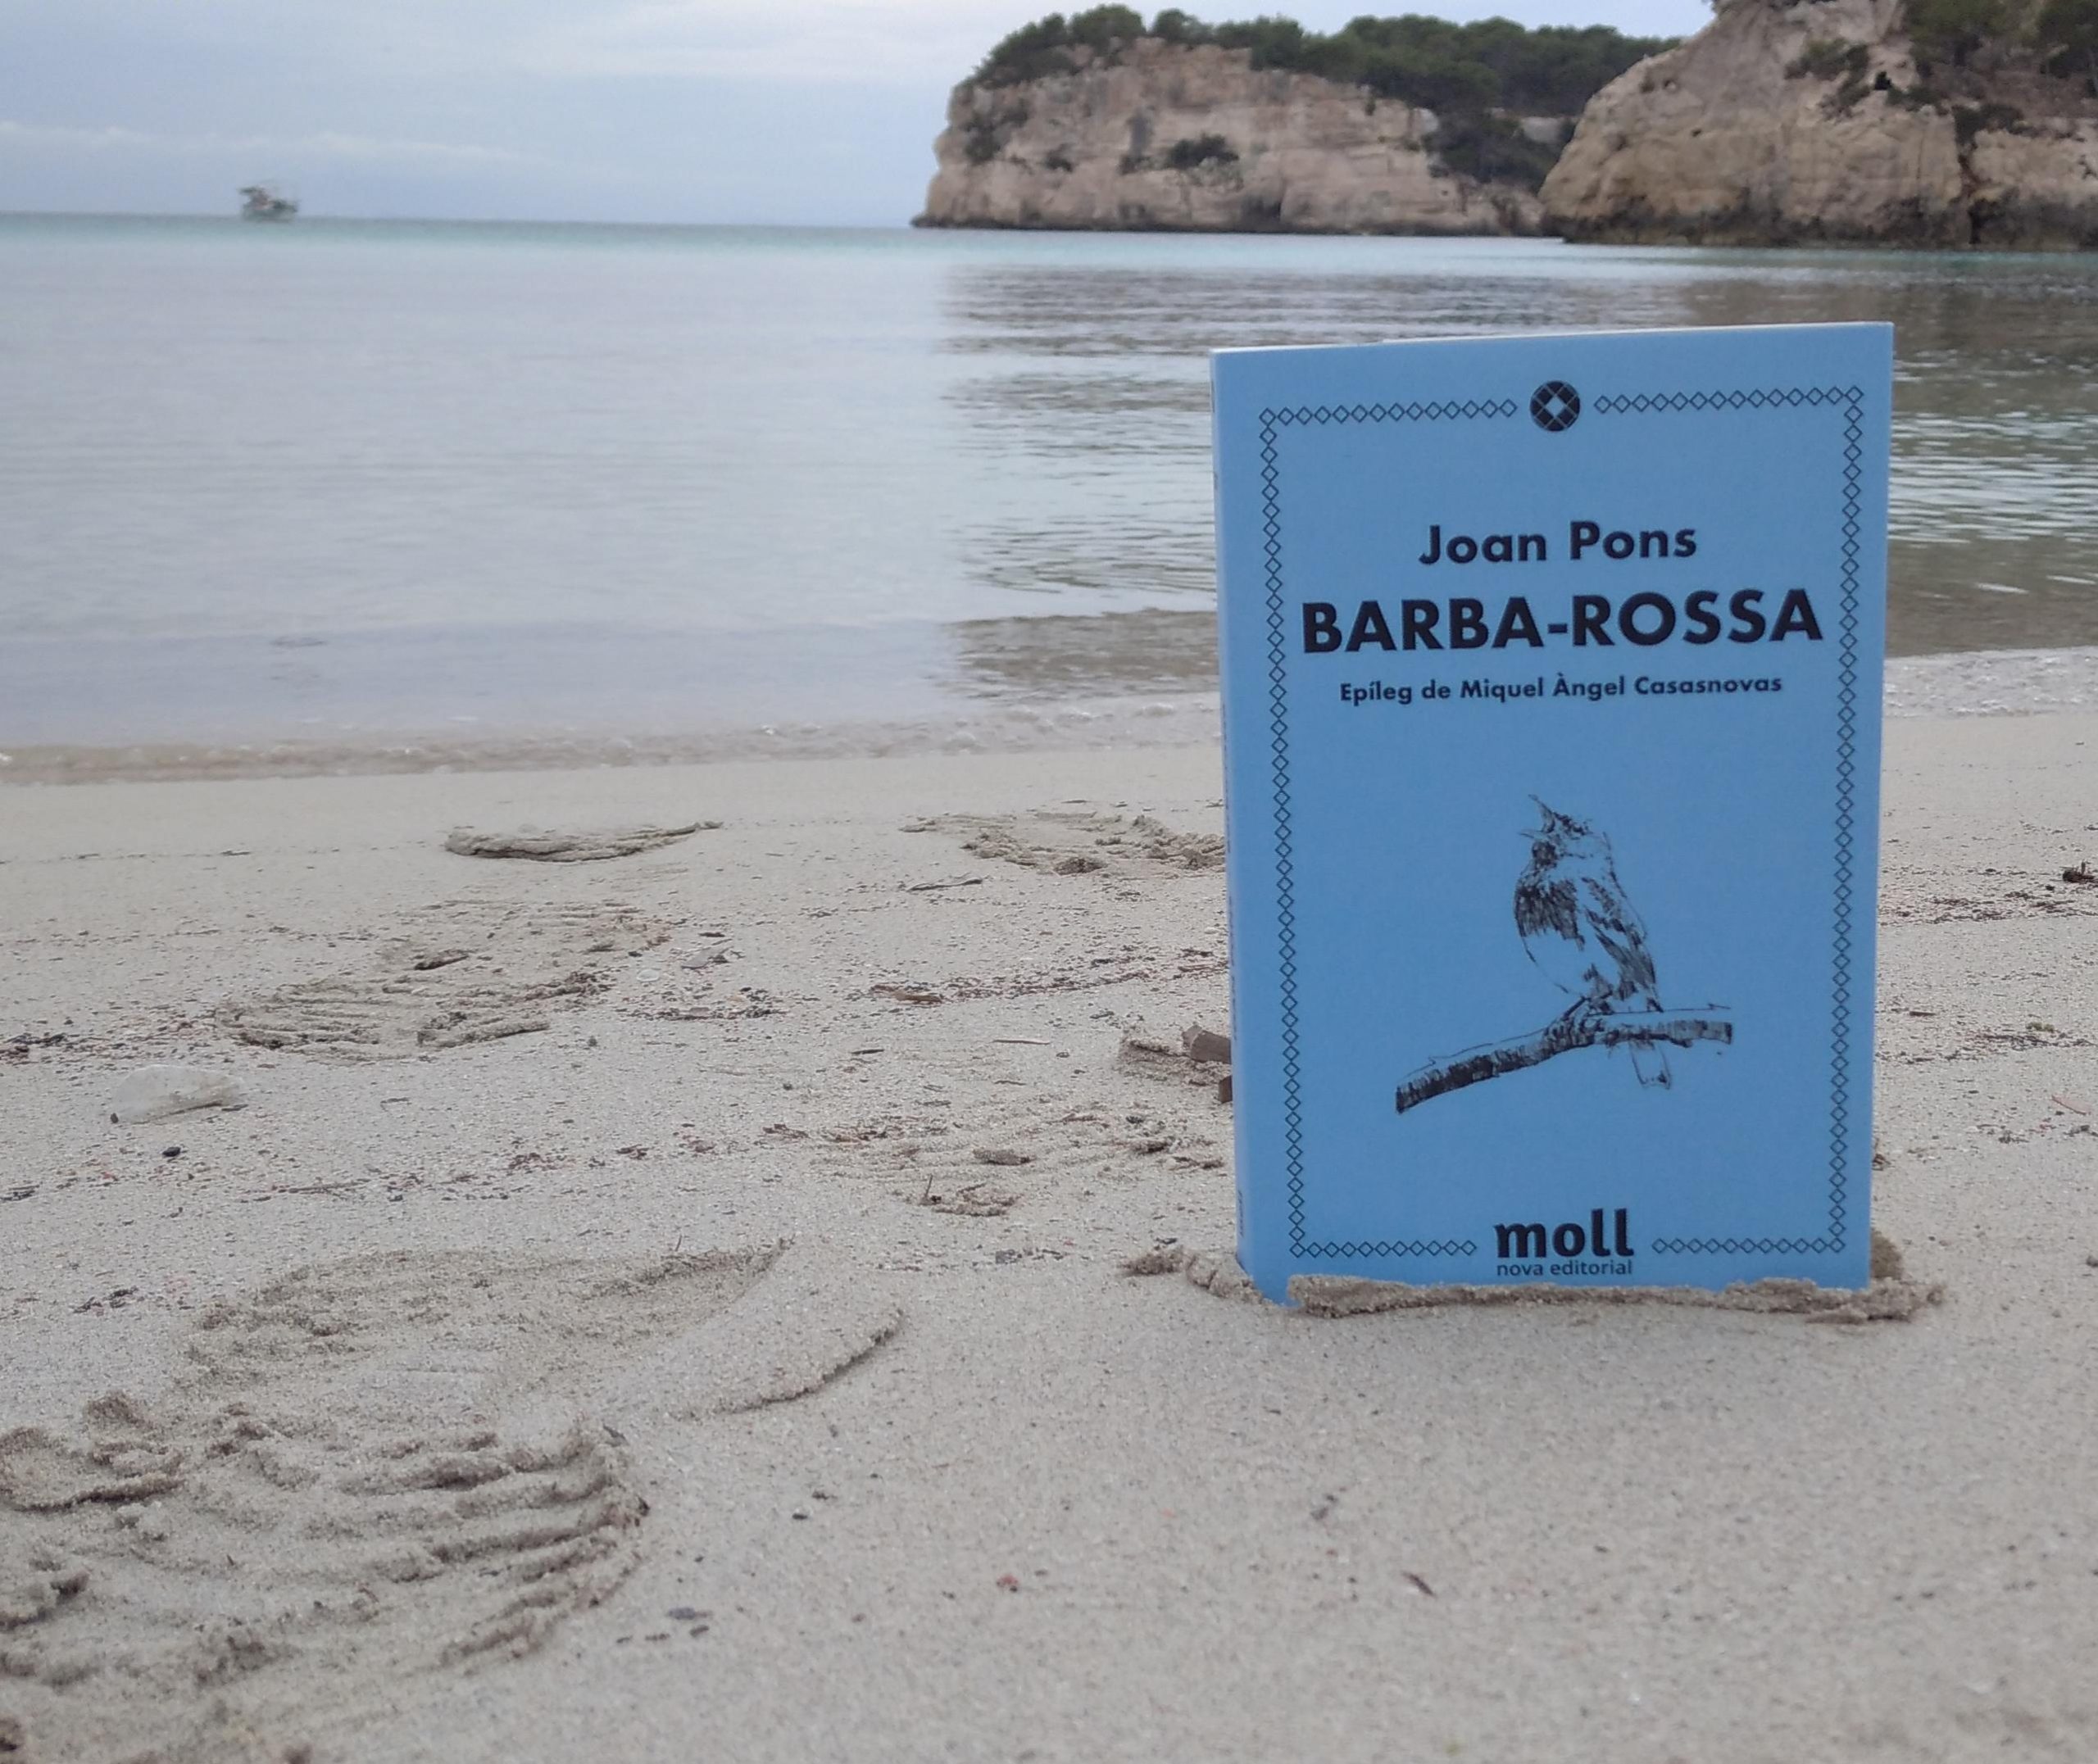 Joan Pons
BARBA-ROSSA
Epíleg de Miquel Àngel Casasnovas
moll
nova editorial